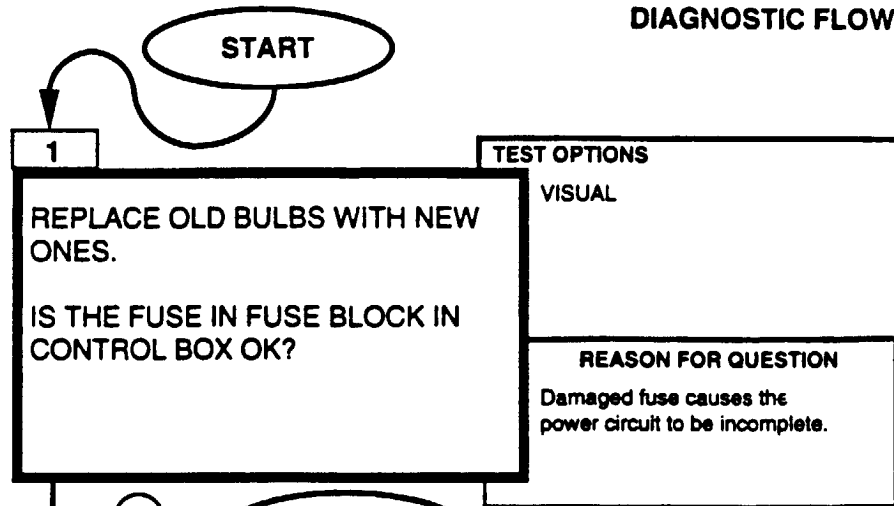 DIAGNOSTIC FLOW
START
1
REPLACE OLD BULBS WITH NEW
ONES.
IS THE FUSE IN FUSE BLOCK IN
CONTROL BOX OK?
TEST OPTIONS
VISUAL
REASON FOR QUESTION
Damaged fuse causes the
power circuit to be incomplete.